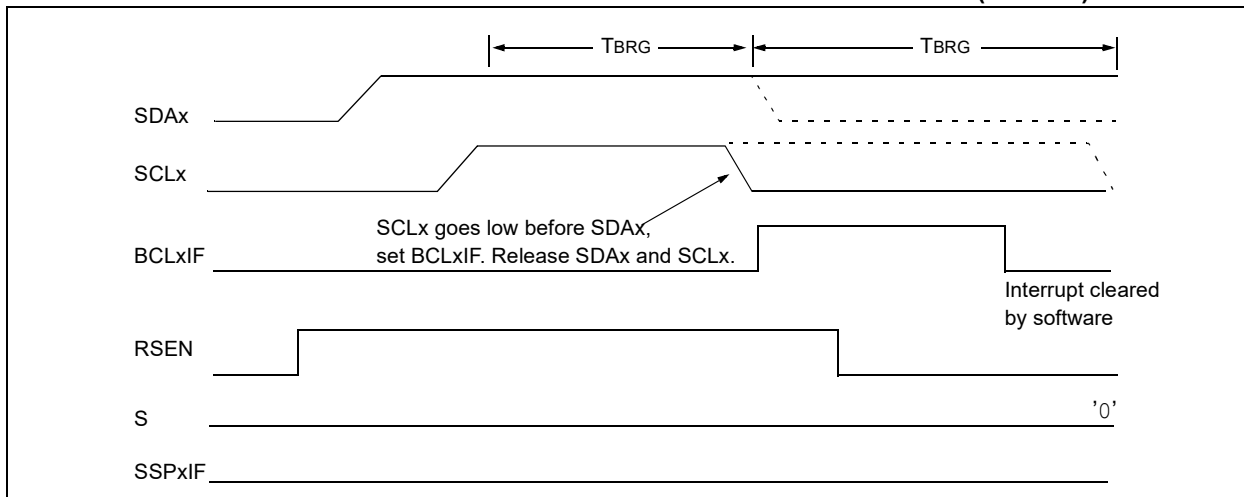 TBRG TBRG
SDAx
SCLx
SCLx goes low before SDAx,
set BCLxIF. Release SDAx and SCLx.
BCLxIF
Interrupt cleared
by software
RSEN
S '0'
SSPxIF